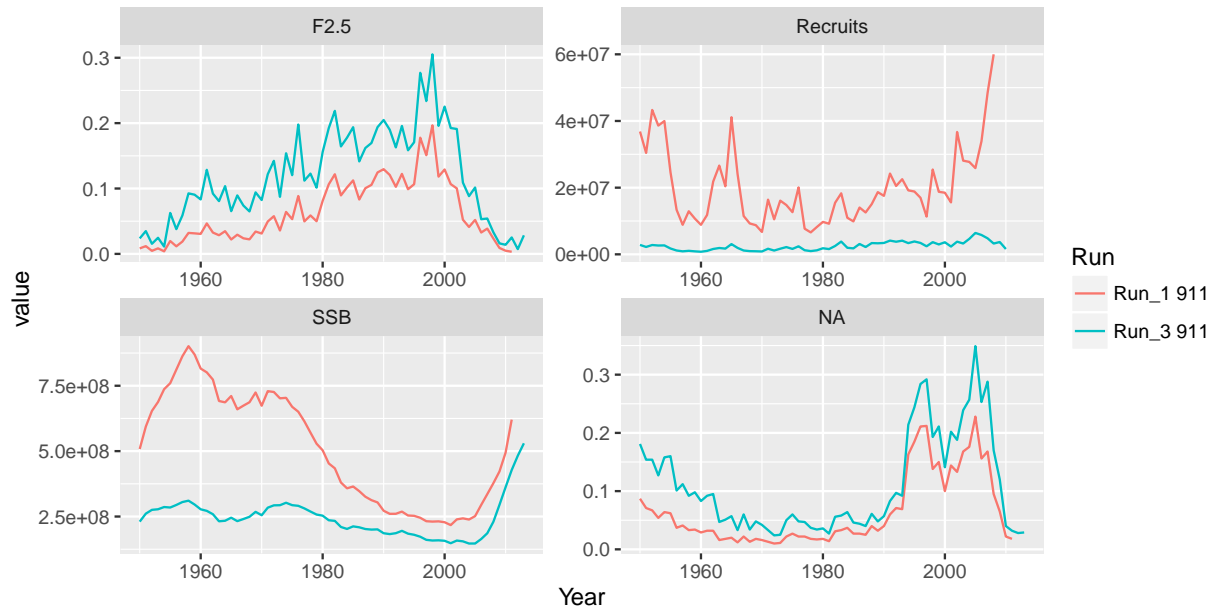 F2.5
Recruits
0.3
0.2
0.1
0.0
6e+07
4e+07
2e+07
0e+00
1960 1980 2000
1960 1980 2000
SSB
NA
7.5e+08
5.0e+08
2.5e+08
0.3
0.2
0.1
0.0
1960 1980 2000
1960 1980 2000
value
Year
Run
Run_1 911
Run_3 911